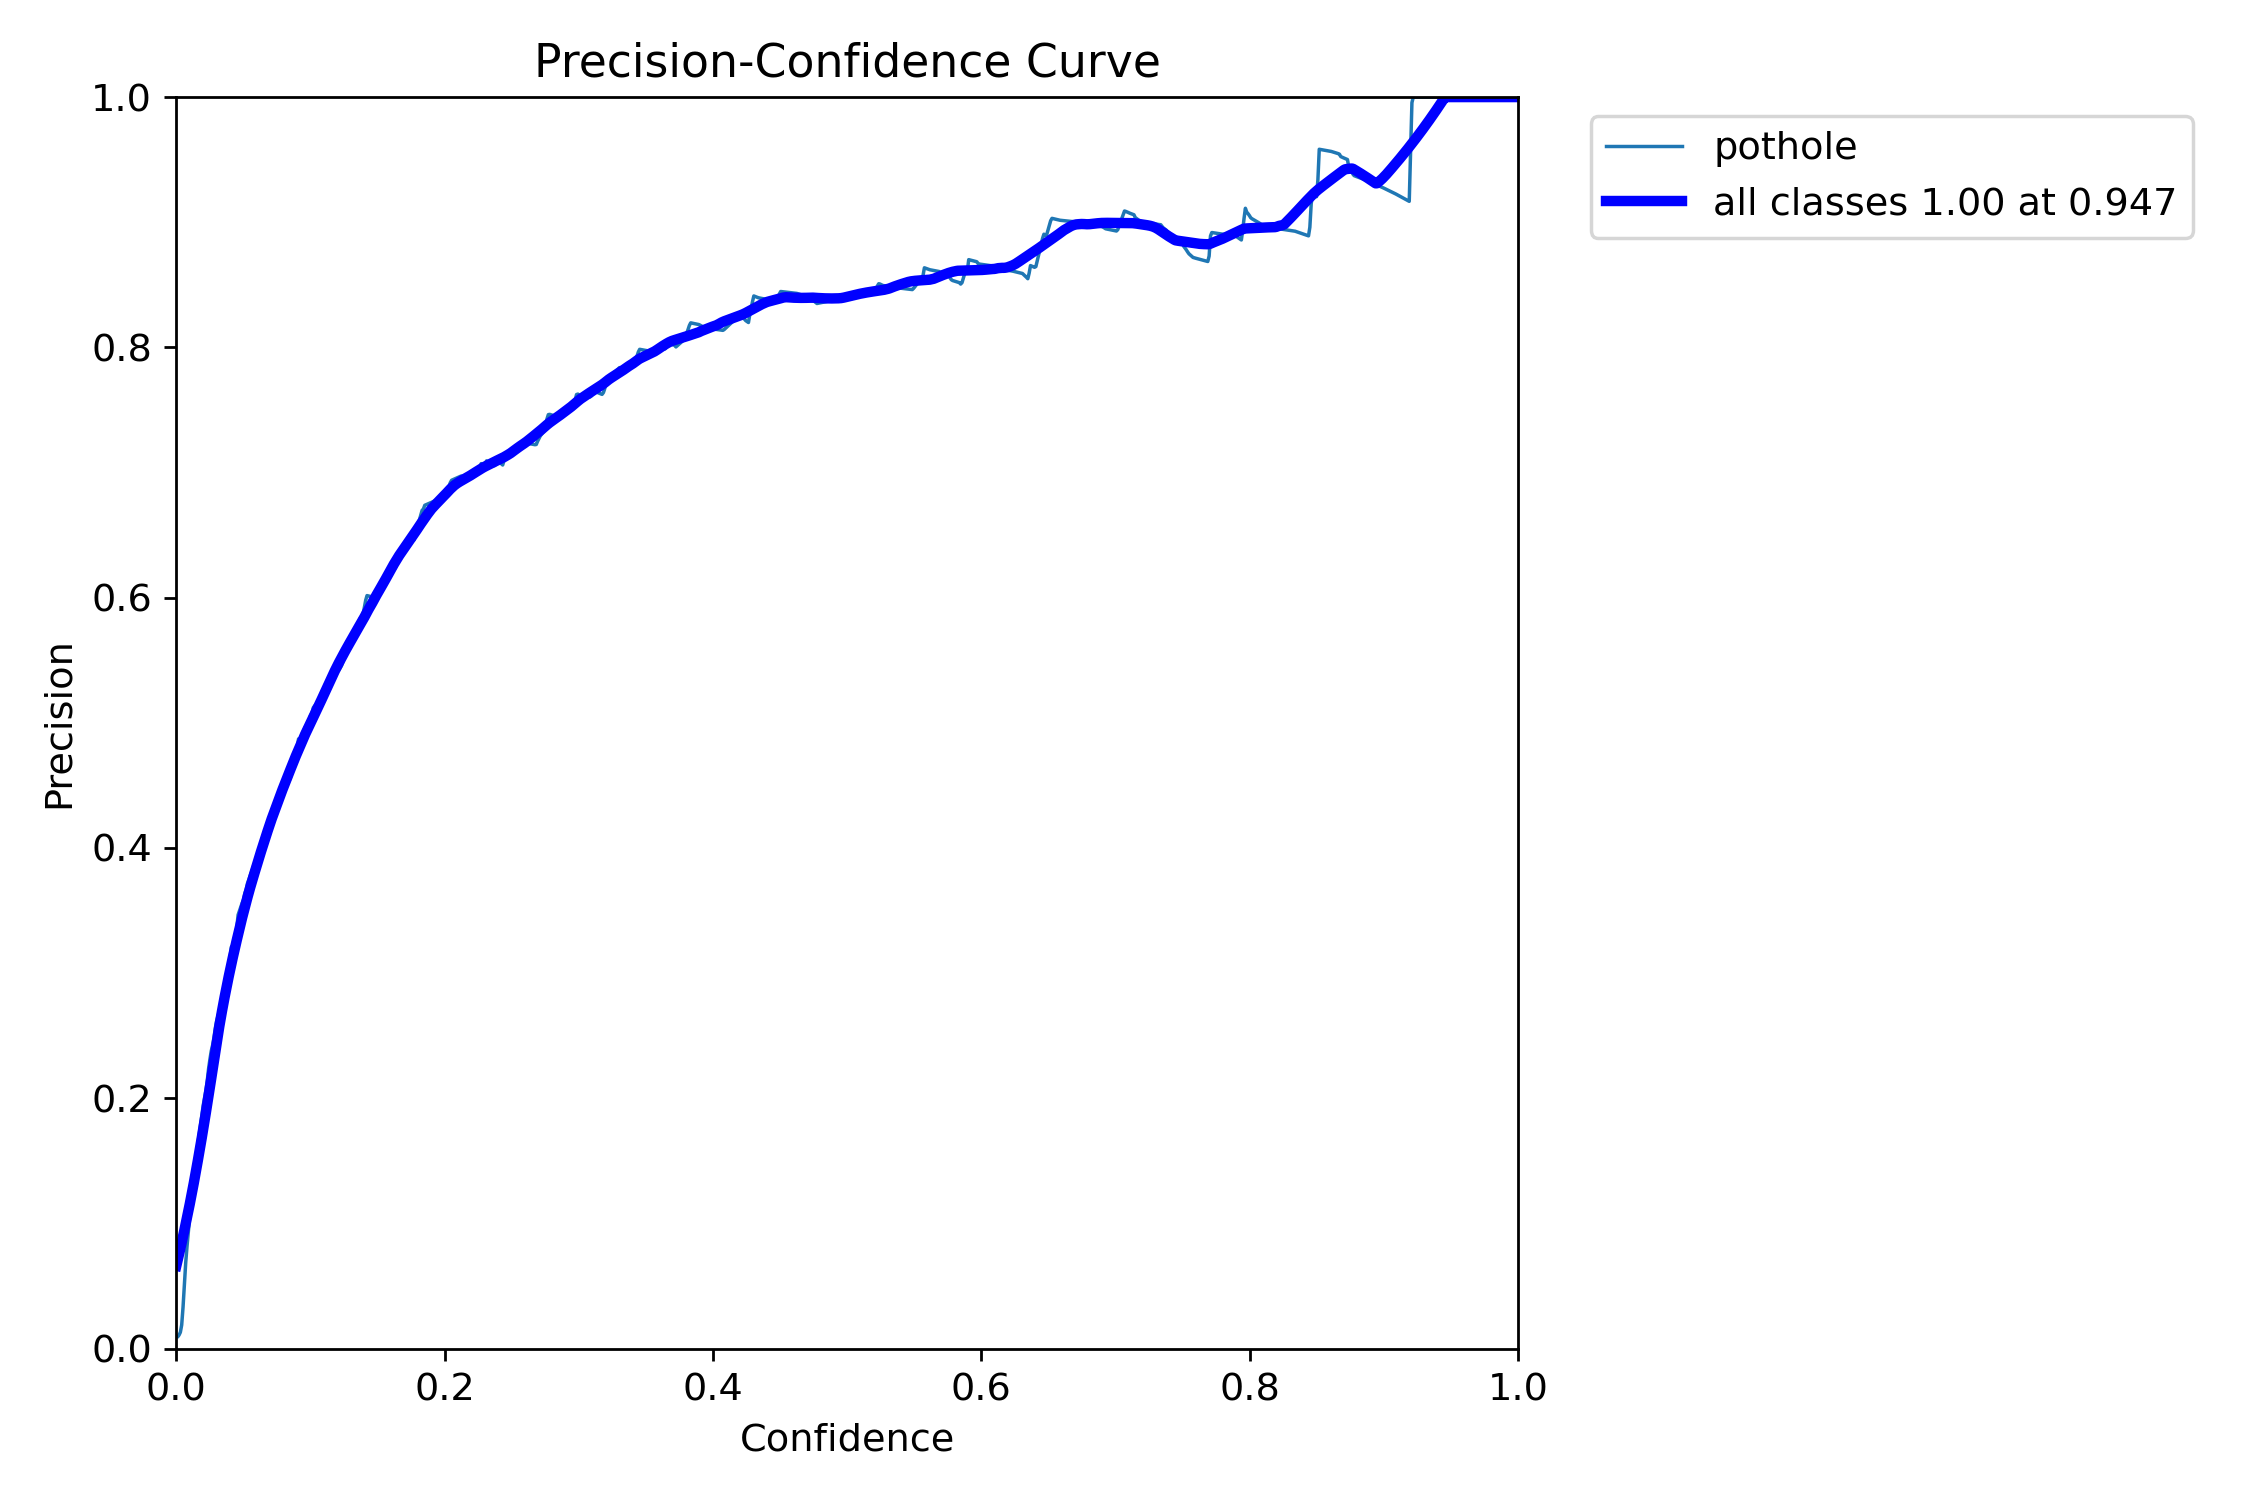 Precision-Confidence Curve
pothole
all classes 1.00 at 0.947
Precision
1.0
0.8
0.6
0.4
0.2
0.0
0.0 0.2 0.4 0.6 0.8 1.0
Confidence